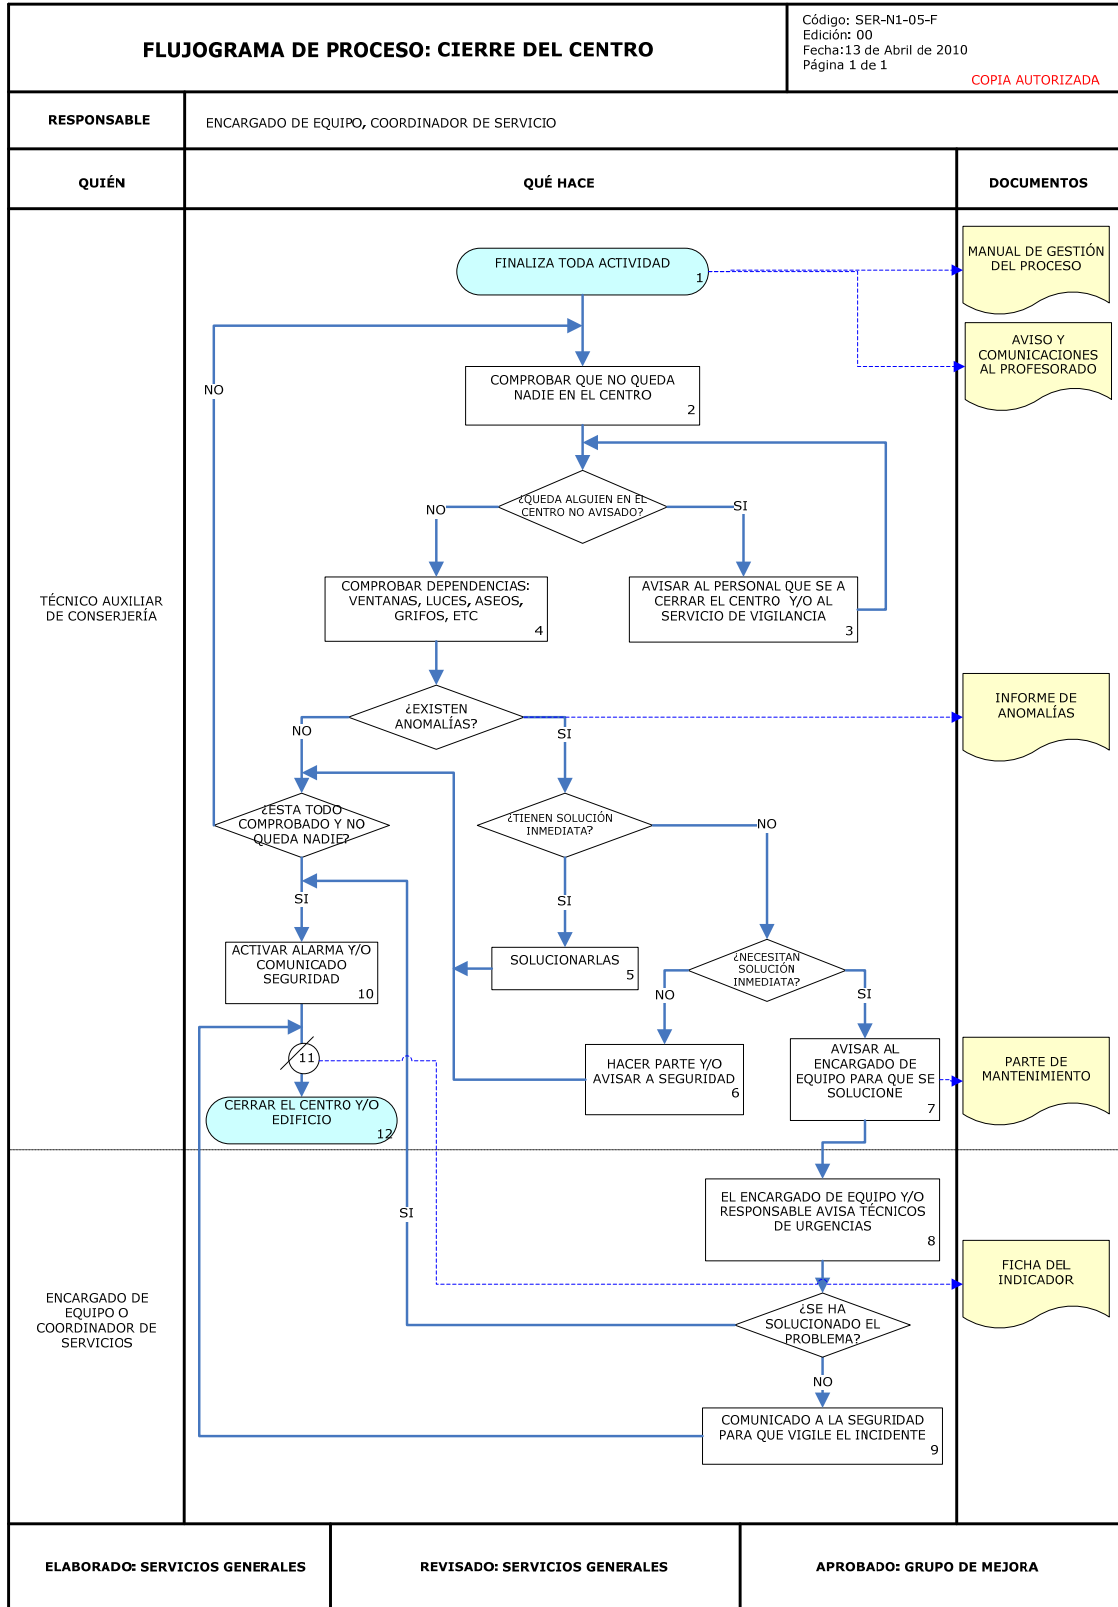 FLUJOGRAMA DE PROCESO: CIERRE DEL CENTRO
Código: SER-N1-05-F
Edición: 00
Fecha:13 de Abril de 2010
Página 1 de 1
COPIA AUTORIZADA
RESPONSABLE
ENCARGADO DE EQUIPO, COORDINADOR DE SERVICIO
QUIÉN
QUÉ HACE
DOCUMENTOS
FINALIZA TODA ACTIVIDAD
1
MANUAL DE GESTIÓN
DEL PROCESO
AVISO Y
COMUNICACIONES
AL PROFESORADO
NO
COMPROBAR QUE NO QUEDA
NADIE EN EL CENTRO
2
¿QUEDA ALGUIEN EN EL
CENTRO NO AVISADO?
NO
SI
TÉCNICO AUXILIAR
DE CONSERJERÍA
COMPROBAR DEPENDENCIAS:
VENTANAS, LUCES, ASEOS,
GRIFOS, ETC
4
AVISAR AL PERSONAL QUE SE A
CERRAR EL CENTRO Y/O AL
SERVICIO DE VIGILANCIA
3
¿EXISTEN
ANOMALÍAS?
NO
SI
INFORME DE
ANOMALÍAS
¿ESTA TODO
COMPROBADO Y NO
QUEDA NADIE?
¿TIENEN SOLUCIÓN
INMEDIATA?
NO
SI
SI
ACTIVAR ALARMA Y/O
COMUNICADO
SEGURIDAD
10
SOLUCIONARLAS
5
¿NECESITAN
SOLUCIÓN
INMEDIATA?
NO
SI
11
HACER PARTE Y/O
AVISAR A SEGURIDAD
6
AVISAR AL
ENCARGADO DE
EQUIPO PARA QUE SE
SOLUCIONE
7
PARTE DE
MANTENIMIENTO
CERRAR EL CENTRO Y/O
EDIFICIO
12
SI
EL ENCARGADO DE EQUIPO Y/O
RESPONSABLE AVISA TÉCNICOS
DE URGENCIAS
8
FICHA DEL
INDICADOR
ENCARGADO DE
EQUIPO O
COORDINADOR DE
SERVICIOS
¿SE HA
SOLUCIONADO EL
PROBLEMA?
NO
COMUNICADO A LA SEGURIDAD
PARA QUE VIGILE EL INCIDENTE
9
ELABORADO: SERVICIOS GENERALES
REVISADO: SERVICIOS GENERALES
APROBADO: GRUPO DE MEJORA